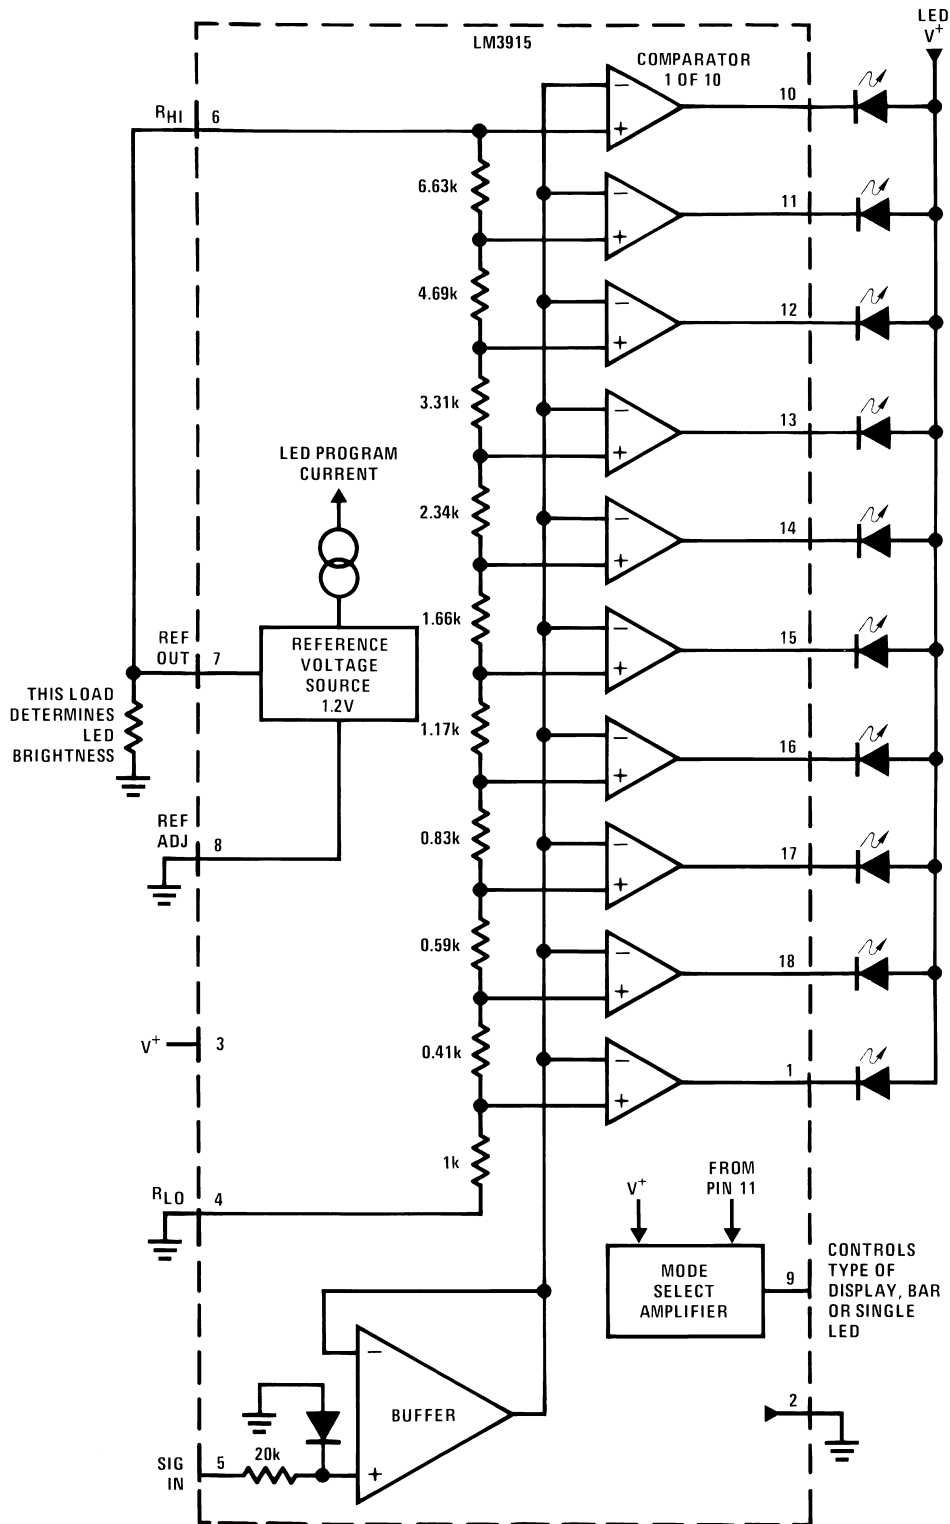 LED
V+
LM3915
COMPARATOR
1 OF 10
10
RHI
6
6.63k
11
4.69k
12
3.31k
13
LED PROGRAM
CURRENT
2.34k
14
1.66k
15
REF
OUT
7
REFERENCE
VOLTAGE
SOURCE
1.2V
THIS LOAD
DETERMINES
LED
BRIGHTNESS
1.17k
16
REF
ADJ
8
0.83k
17
0.59k
18
V+
3
0.41k
1
1k
RLO
4
V+
FROM
PIN 11
MODE
SELECT
AMPLIFIER
9
CONTROLS
TYPE OF
DISPLAY, BAR
OR SINGLE
LED
BUFFER
2
SIG
IN
5
20k